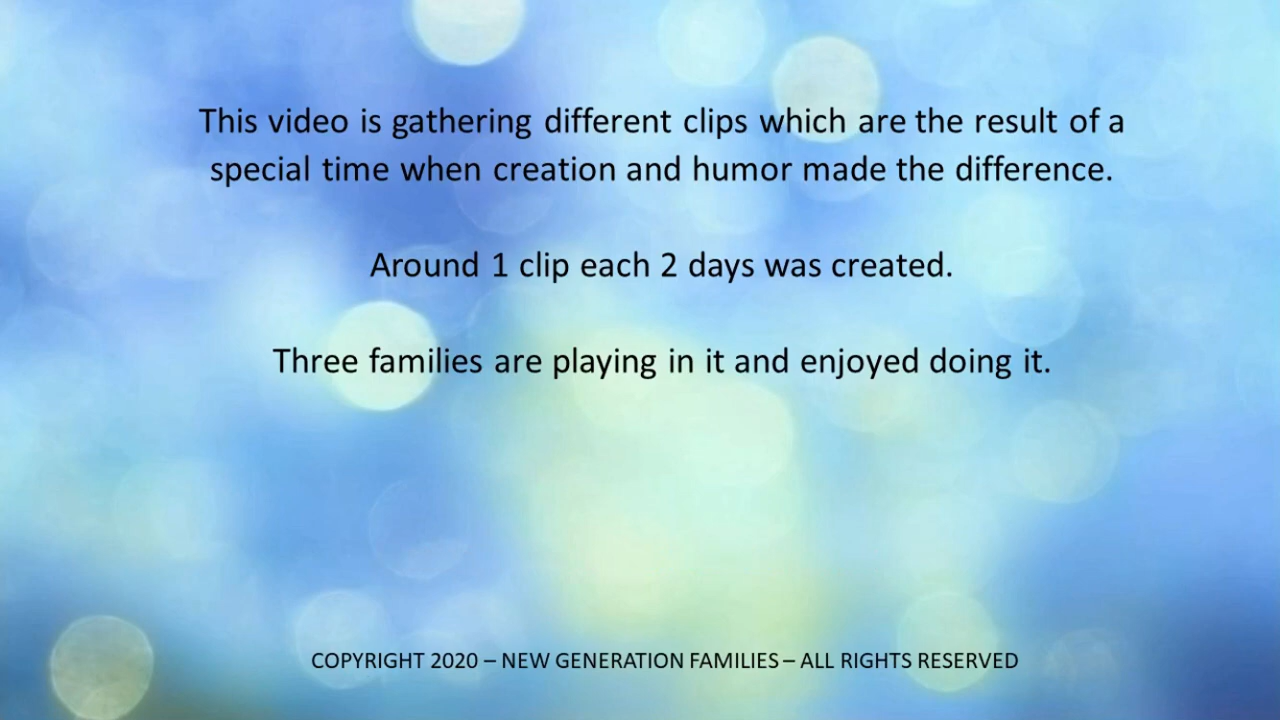 This video is gathering different clips which are the result of a
special time when creation and humor made the difference.
Around 1 clip each 2 days was created.
Three families are playing in it and enjoyed doing it.
COPYRIGHT 2020 – NEW GENERATION FAMILIES – ALL RIGHTS RESERVED